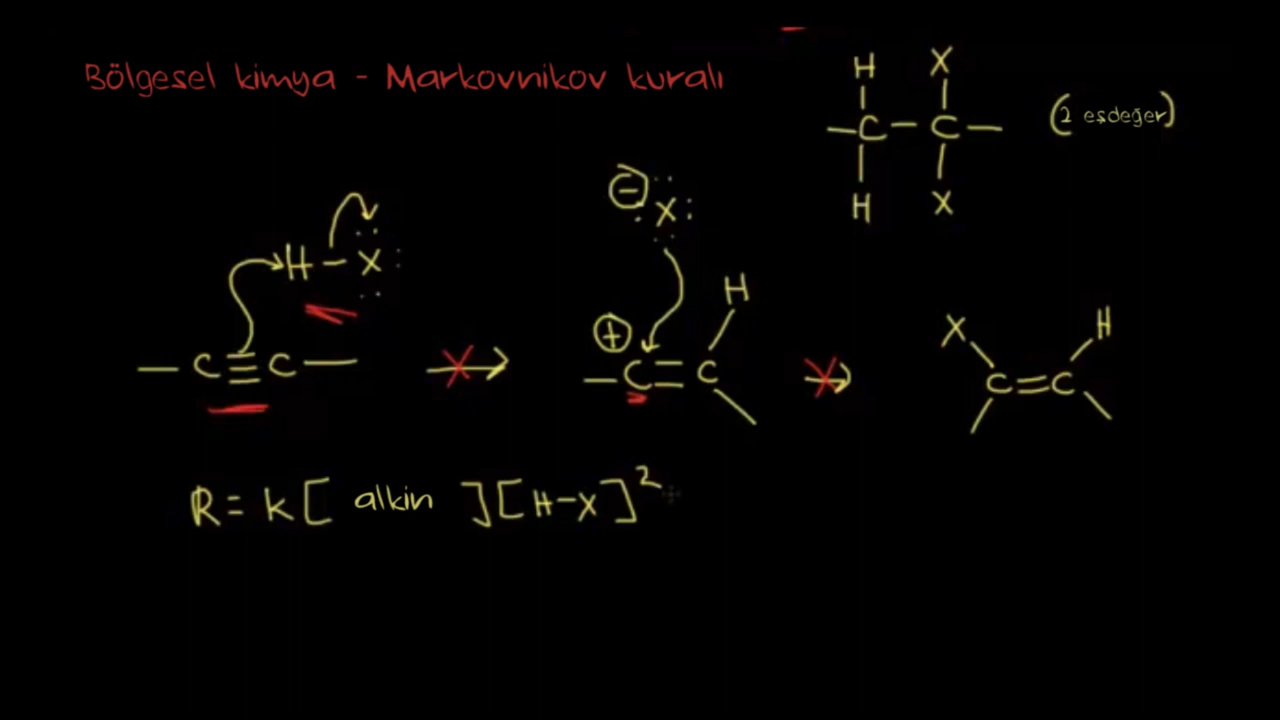 Bölgesel kimya - Markovnikov kuralı
H X
— C — C — (2 eşdeğer)
H X
⊖ :X:
H — X:
H
⊕
X H
— C ≡ C — → — C = C → C = C
R = k [ alkin ] [H-X]²